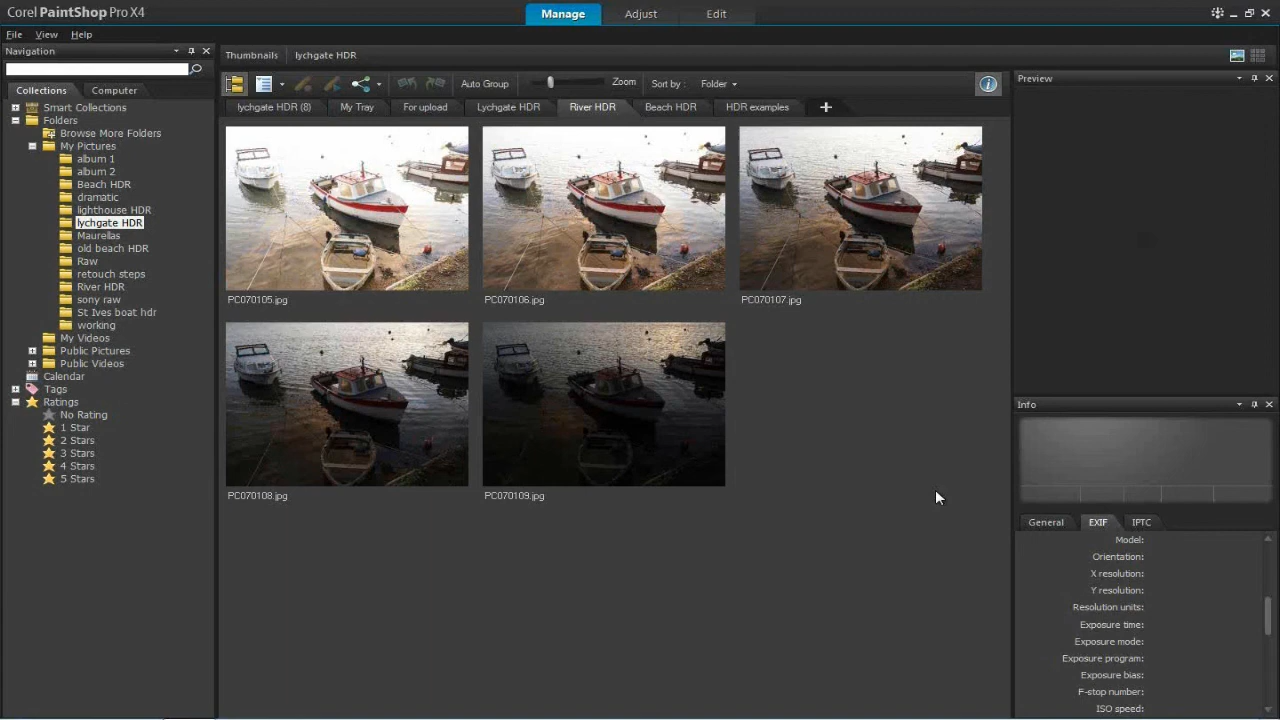 Corel PaintShop Pro X4
Manage
Adjust
Edit
File View Help
Navigation
Collections
Computer
Smart Collections
Folders
Browse More Folders
My Pictures
album 1
album 2
Beach HDR
dramatic
lighthouse HDR
lychgate HDR
Maurellas
old beach HDR
Raw
retouch steps
River HDR
sony raw
St Ives boat hdr
working
My Videos
Public Pictures
Public Videos
Calendar
Tags
Ratings
No Rating
1 Star
2 Stars
3 Stars
4 Stars
5 Stars
Thumbnails lychgate HDR
Auto Group Zoom Sort by : Folder
lychgate HDR (8) My Tray For upload Lychgate HDR River HDR Beach HDR HDR examples
PC070105.jpg
PC070106.jpg
PC070107.jpg
PC070108.jpg
PC070109.jpg
Preview
Info
General EXIF IPTC
Model:
Orientation:
X resolution:
Y resolution:
Resolution units:
Exposure time:
Exposure mode:
Exposure program:
Exposure bias:
F-stop number:
ISO speed: